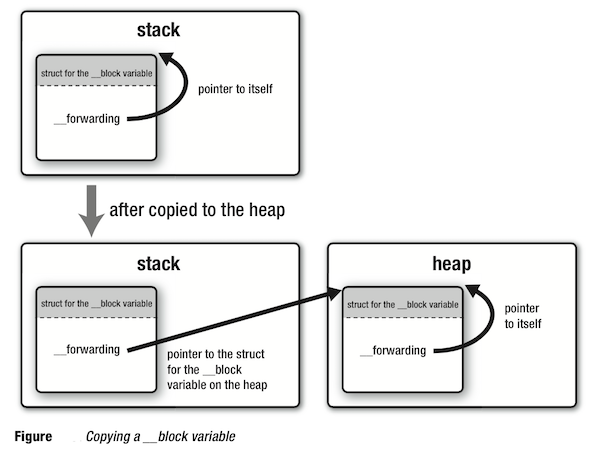 stack
struct for the __block variable
pointer to itself
__forwarding
after copied to the heap
stack
struct for the __block variable
__forwarding
pointer to the struct
for the __block
variable on the heap
heap
struct for the __block variable
pointer
to itself
__forwarding
Figure Copying a __block variable